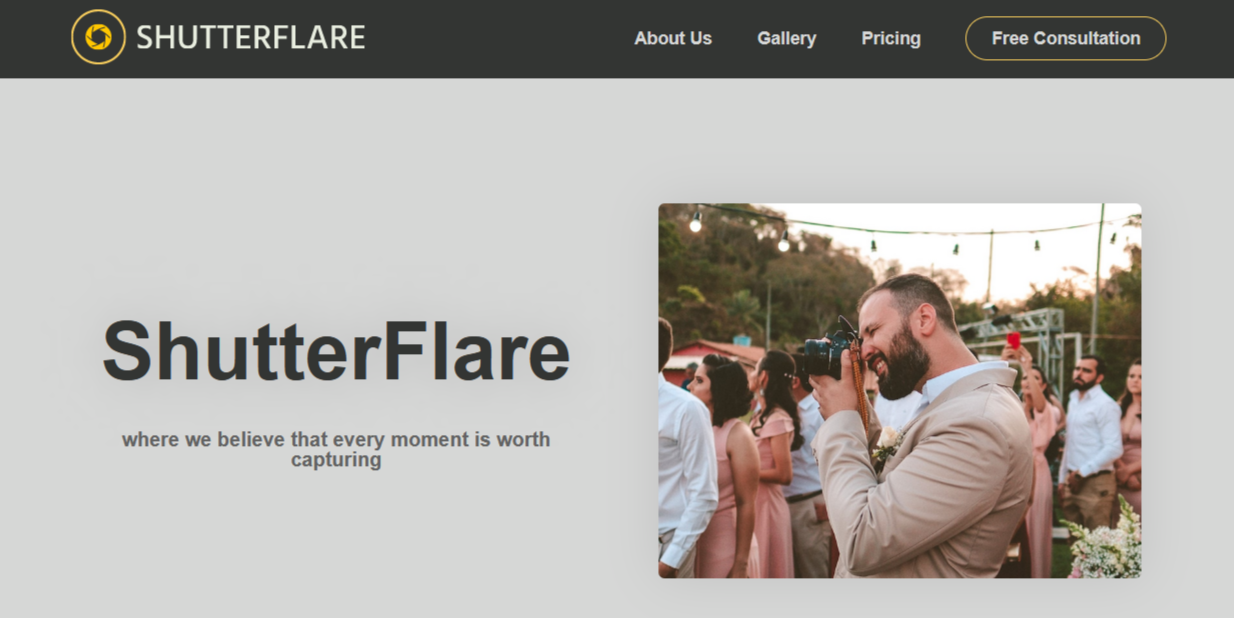 SHUTTERFLARE
About Us
Gallery
Pricing
Free Consultation
ShutterFlare
where we believe that every moment is worth
capturing